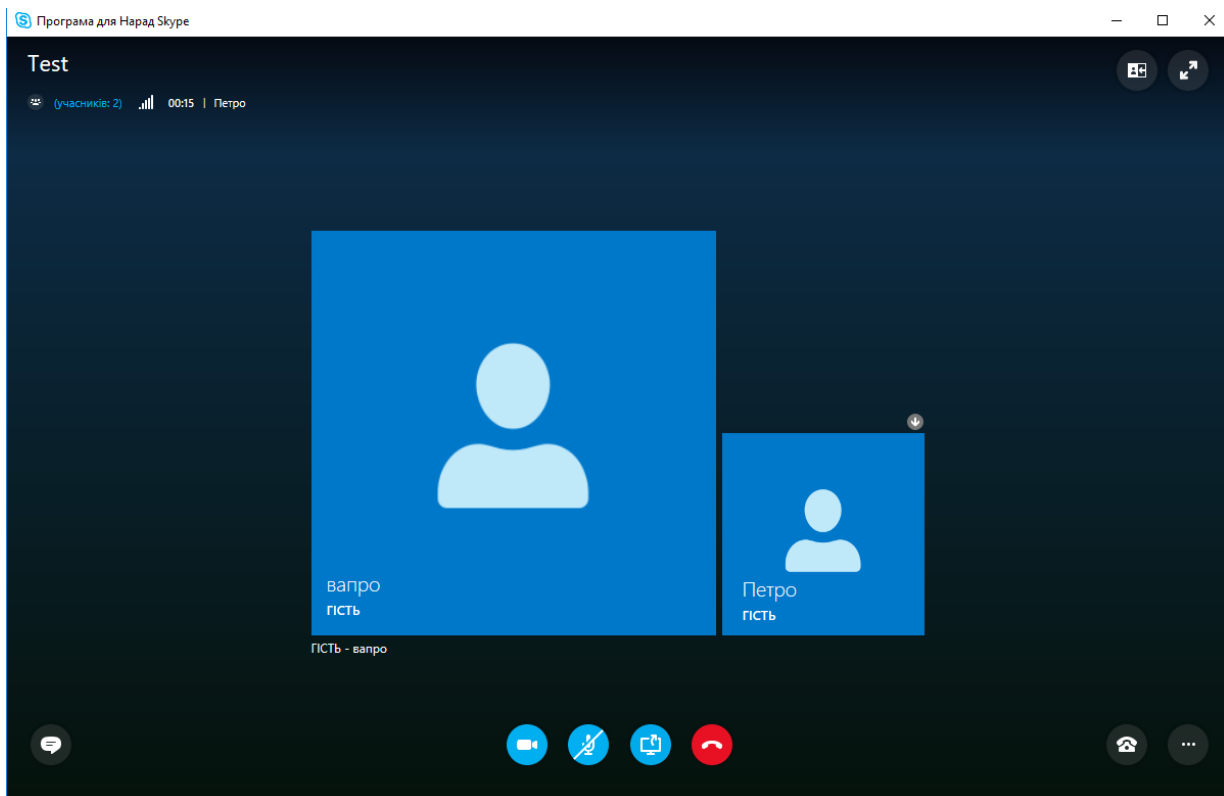 Програма для Нарад Skype
Test
(учасників: 2) 00:15 | Петро
вапро
ГІСТЬ
Петро
ГІСТЬ
ГІСТЬ - вапро